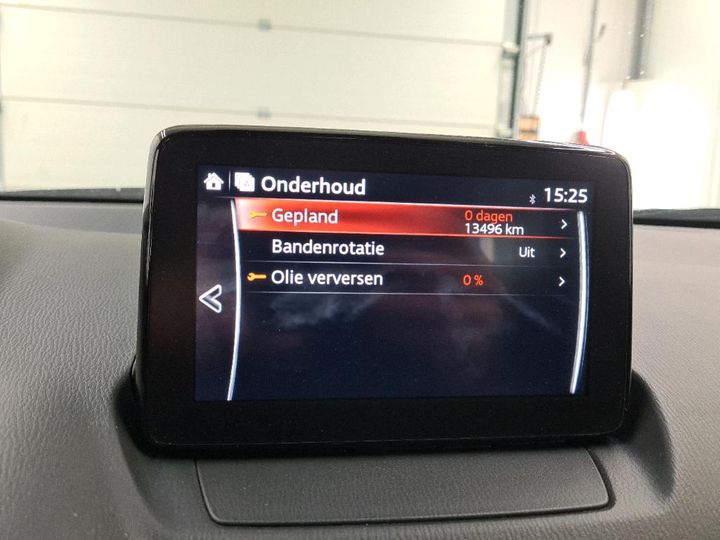 Onderhoud
15:25
Gepland 0 dagen
13496 km
Bandenrotatie Uit
Olie verversen 0 %